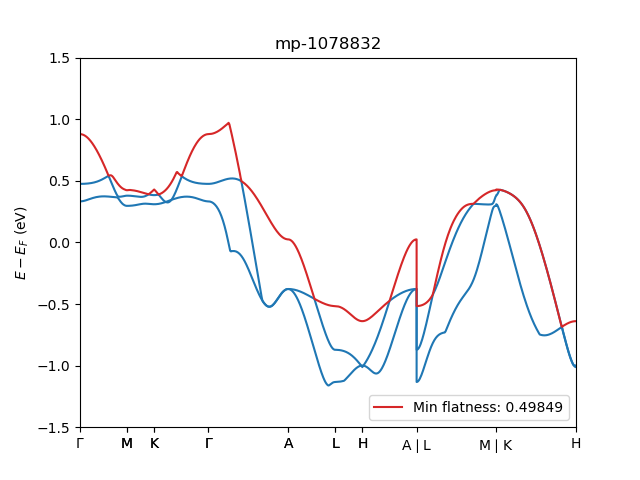 mp-1078832
1.5
1.0
0.5
0.0
−0.5
−1.0
−1.5
E − E_F (eV)
Min flatness: 0.49849
Γ M K Γ A L H A | L M | K H